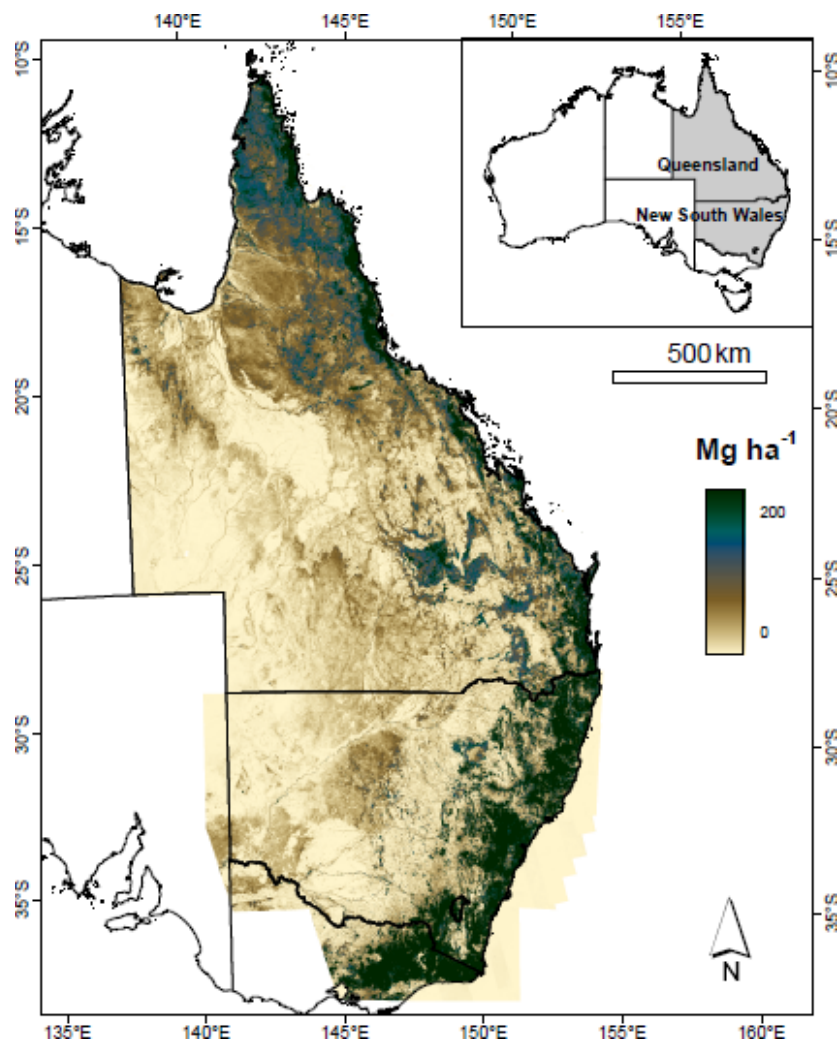 140°E 145°E 150°E 155°E
10°S 10°S
Queensland
New South Wales
15°S 15°S
500 km
20°S 20°S
Mg ha⁻¹
200
0
25°S 25°S
30°S 30°S
35°S 35°S
N
135°E 140°E 145°E 150°E 155°E 160°E